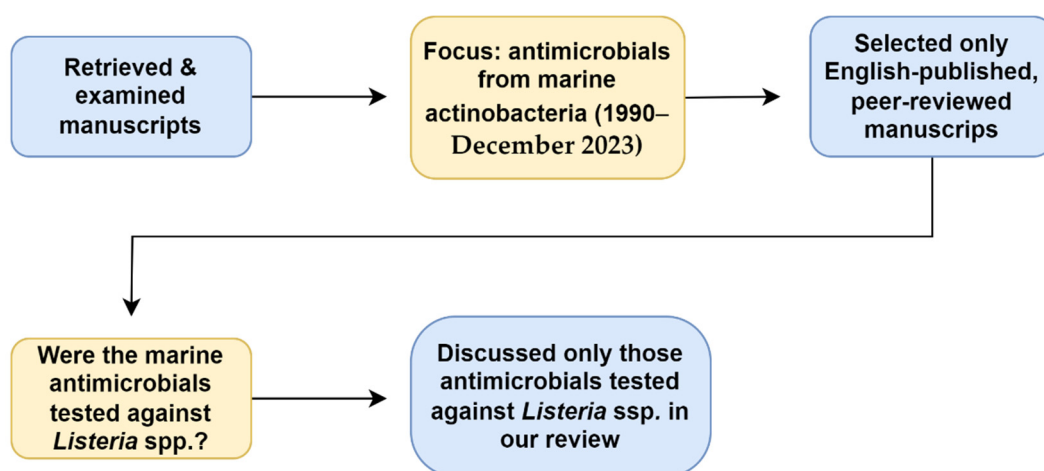 Retrieved &
examined
manuscripts
Focus: antimicrobials
from marine
actinobacteria (1990–
December 2023)
Selected only
English-published,
peer-reviewed
manuscrips
Were the marine
antimicrobials
tested against
Listeria spp.?
Discussed only those
antimicrobials tested
against Listeria ssp. in
our review